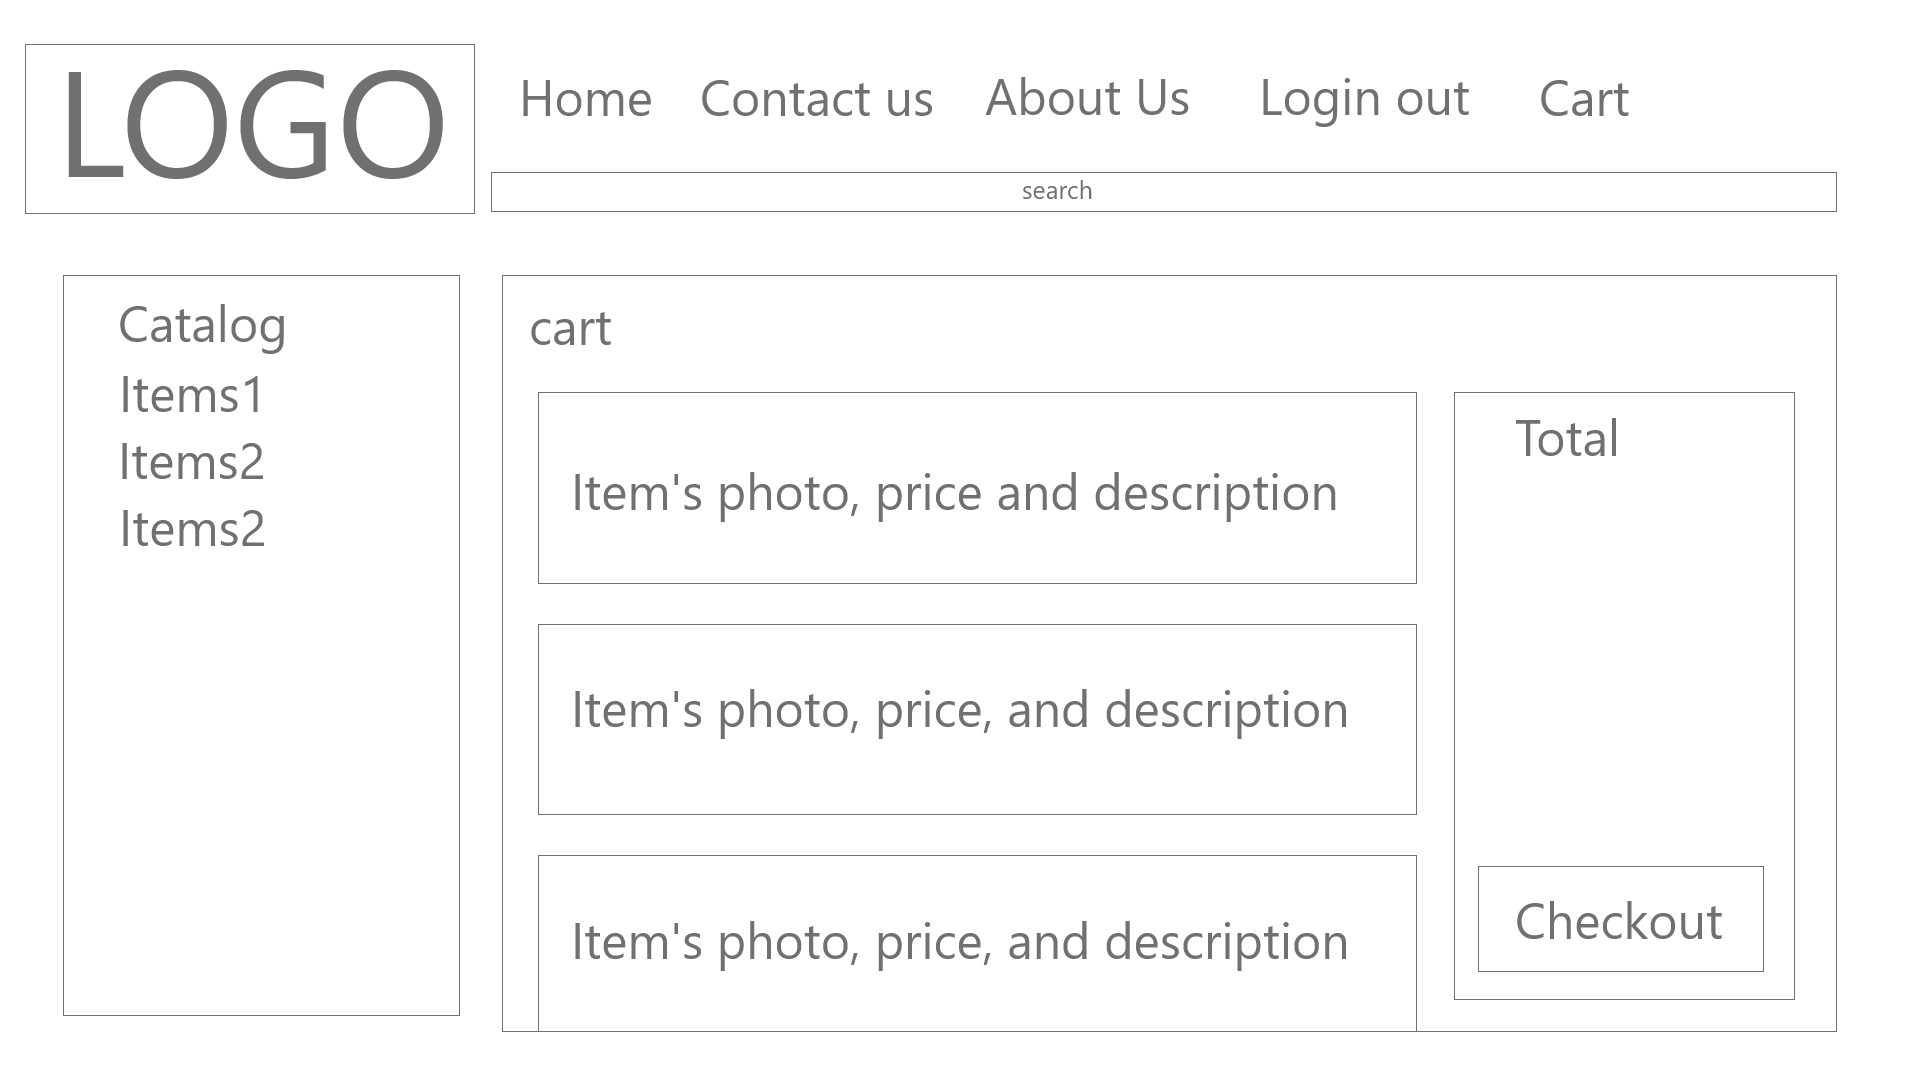 LOGO
Home Contact us About Us Login out Cart
search
Catalog
Items1
Items2
Items2
cart
Item's photo, price and description
Item's photo, price, and description
Item's photo, price, and description
Total
Checkout